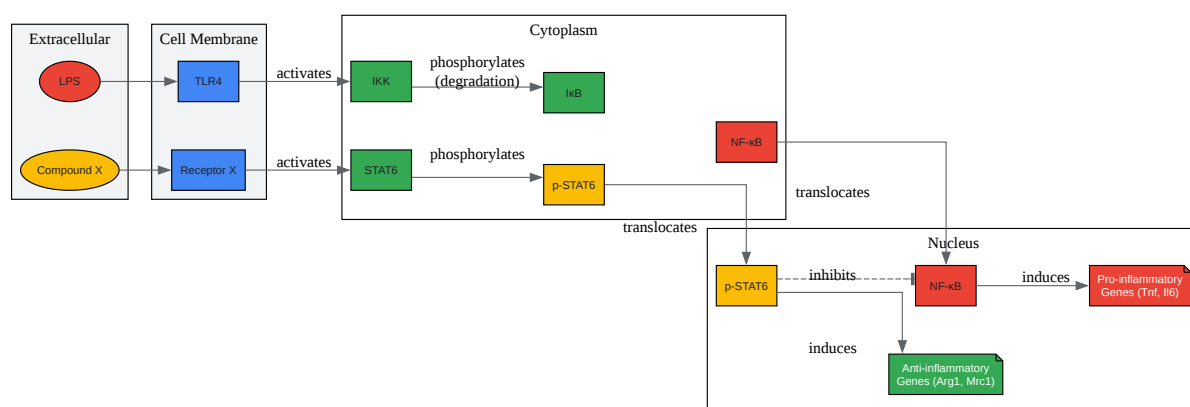 Extracellular
Cell Membrane
Cytoplasm
LPS
TLR4
activates
IKK
phosphorylates
(degradation)
IκB
NF-κB
Compound X
Receptor X
activates
STAT6
phosphorylates
p-STAT6
translocates
translocates
Nucleus
p-STAT6
inhibits
NF-κB
induces
Pro-inflammatory
Genes (Tnf, Il6)
induces
Anti-inflammatory
Genes (Arg1, Mrc1)